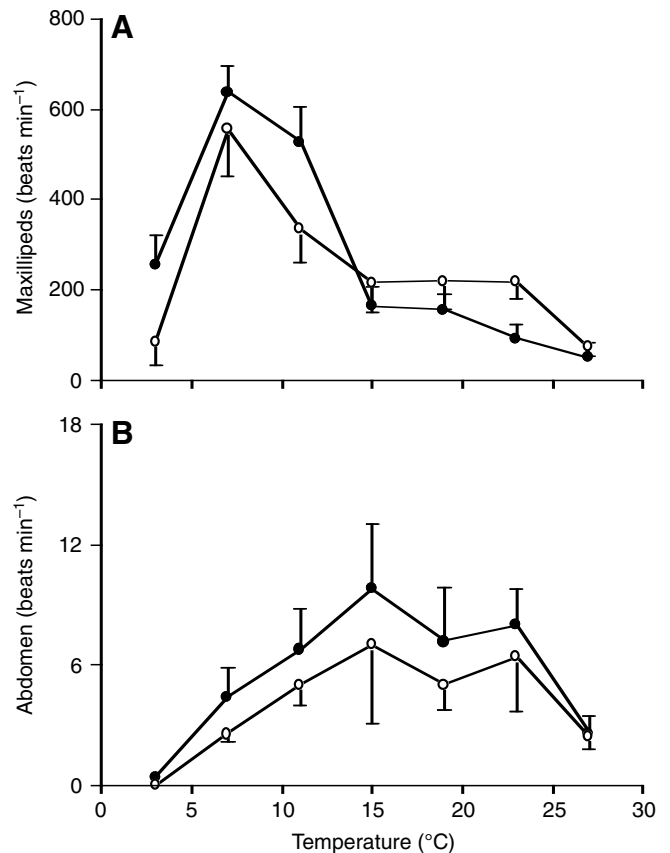 A
Maxillipeds (beats min⁻¹)
800
600
400
200
0
B
Abdomen (beats min⁻¹)
18
12
6
0
0 5 10 15 20 25 30
Temperature (°C)